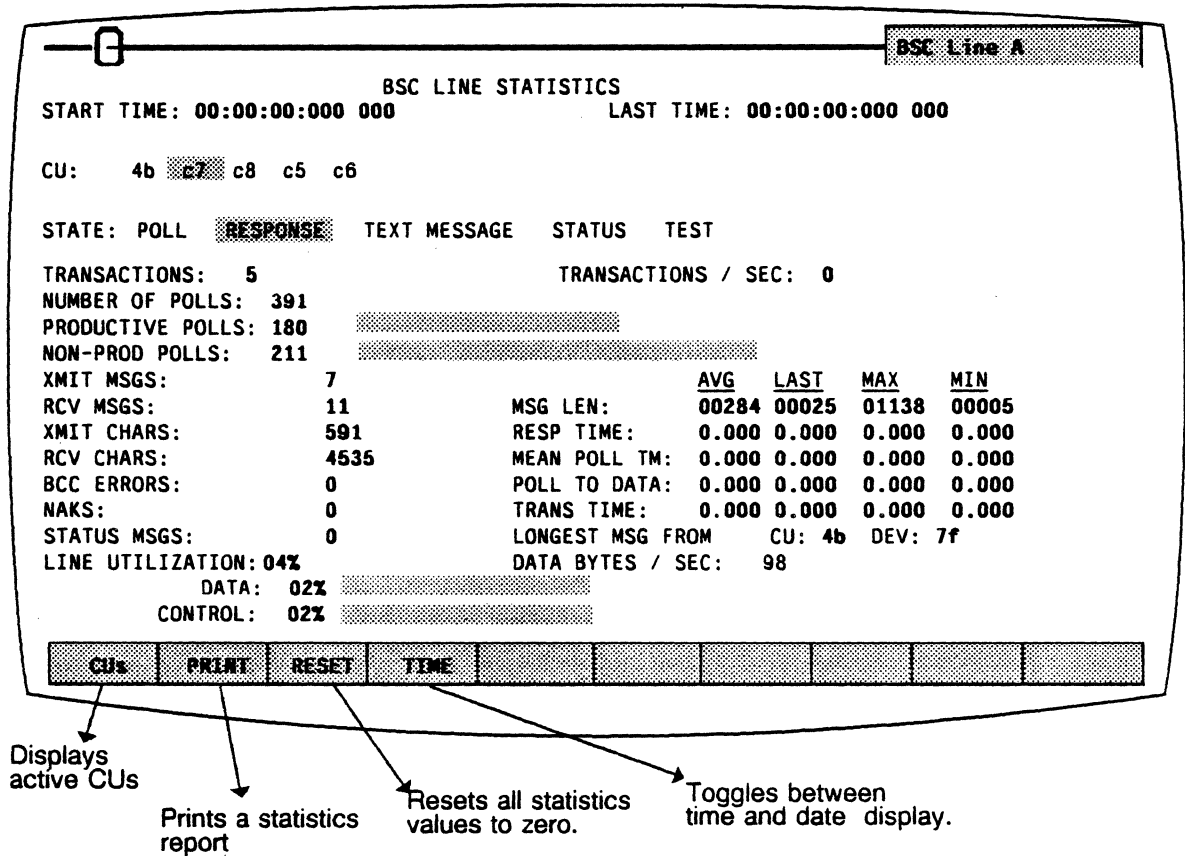 BSC Line A
BSC LINE STATISTICS
START TIME: 00:00:00:000 000 LAST TIME: 00:00:00:000 000
CU: 4b c7 c8 c5 c6
STATE: POLL RESPONSE TEXT MESSAGE STATUS TEST
TRANSACTIONS: 5 TRANSACTIONS / SEC: 0
NUMBER OF POLLS: 391
PRODUCTIVE POLLS: 180
NON-PROD POLLS: 211
XMIT MSGS: 7 AVG LAST MAX MIN
RCV MSGS: 11 MSG LEN: 00284 00025 01138 00005
XMIT CHARS: 591 RESP TIME: 0.000 0.000 0.000 0.000
RCV CHARS: 4535 MEAN POLL TM: 0.000 0.000 0.000 0.000
BCC ERRORS: 0 POLL TO DATA: 0.000 0.000 0.000 0.000
NAKS: 0 TRANS TIME: 0.000 0.000 0.000 0.000
STATUS MSGS: 0 LONGEST MSG FROM CU: 4b DEV: 7f
LINE UTILIZATION: 04% DATA BYTES / SEC: 98
DATA: 02%
CONTROL: 02%
CUs PRINT RESET TIME
Displays
active CUs
Prints a statistics
report
Resets all statistics
values to zero.
Toggles between
time and date display.